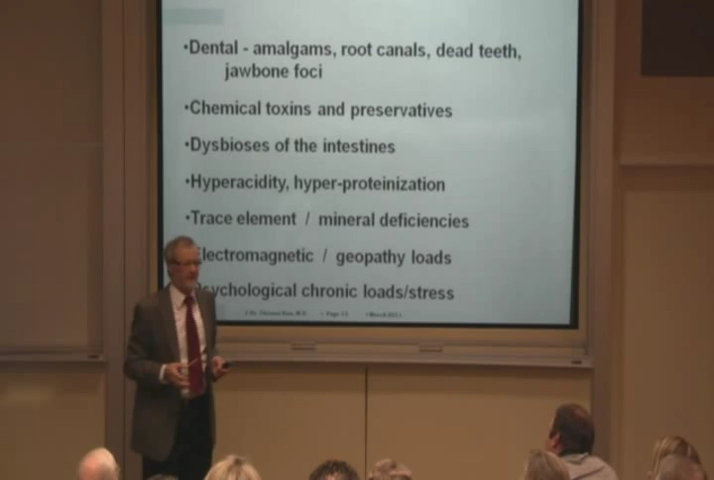 •Dental - amalgams, root canals, dead teeth,
jawbone foci
•Chemical toxins and preservatives
•Dysbioses of the intestines
•Hyperacidity, hyper-proteinization
•Trace element / mineral deficiencies
lectromagnetic / geopathy loads
sychological chronic loads/stress